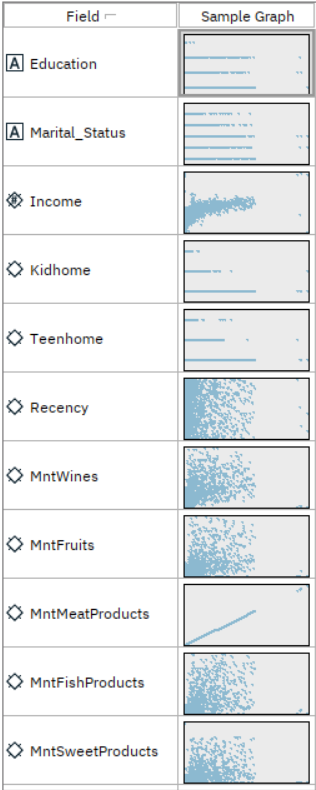 Field Sample Graph
A Education
A Marital_Status
Income
Kidhome
Teenhome
Recency
MntWines
MntFruits
MntMeatProducts
MntFishProducts
MntSweetProducts